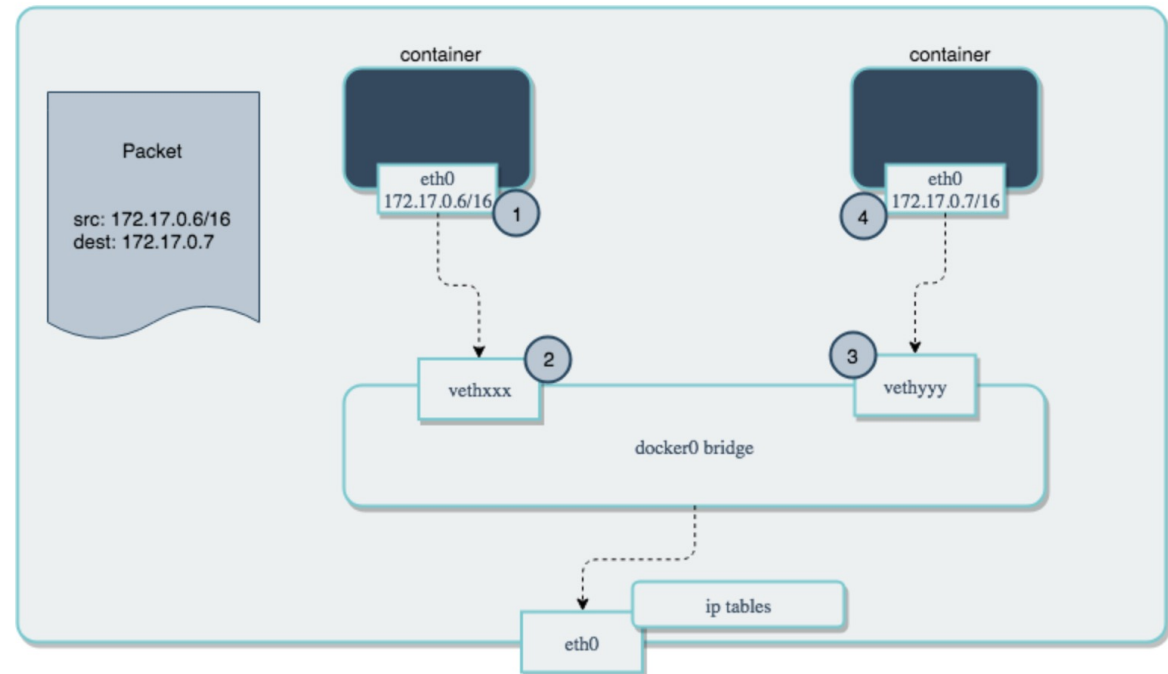 container
container
Packet
src: 172.17.0.6/16
dest: 172.17.0.7
eth0
172.17.0.6/16
1
eth0
172.17.0.7/16
4
2
3
vethxxx
vethyyy
docker0 bridge
ip tables
eth0